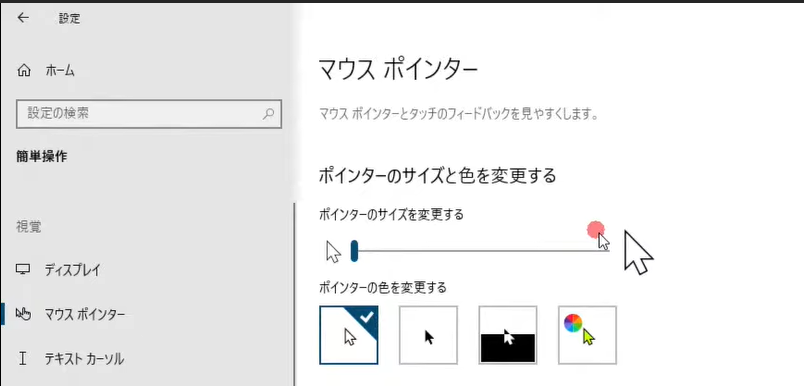 設定
ホーム
設定の検索
簡単操作
視覚
ディスプレイ
マウス ポインター
テキスト カーソル
マウス ポインター
マウス ポインターとタッチのフィードバックを見やすくします。
ポインターのサイズと色を変更する
ポインターのサイズを変更する
ポインターの色を変更する